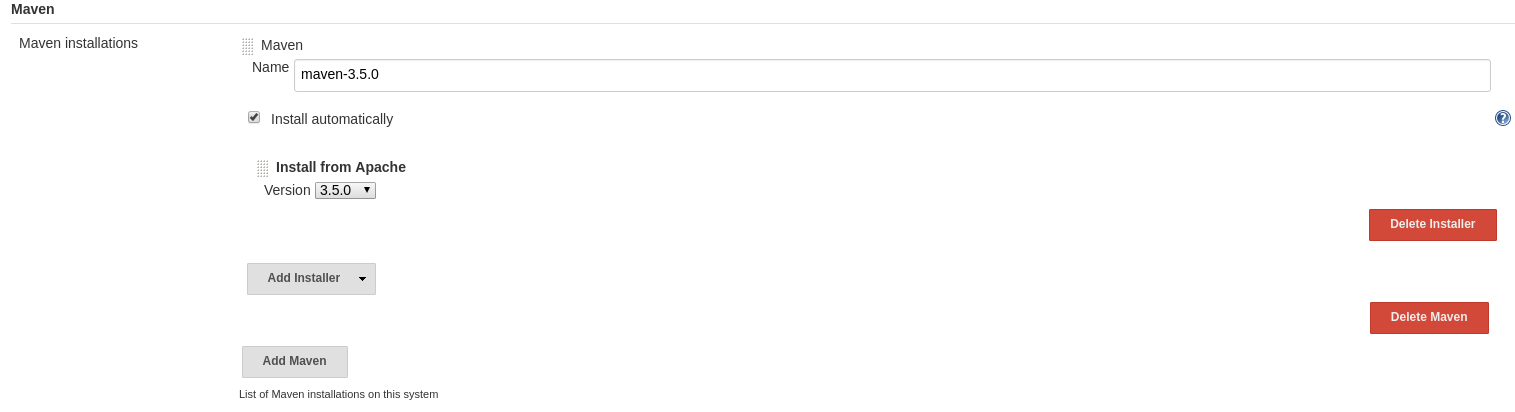 Maven
Maven installations
Maven
Name maven-3.5.0
Install automatically
?
Install from Apache
Version 3.5.0
Delete Installer
Add Installer
Delete Maven
Add Maven
List of Maven installations on this system